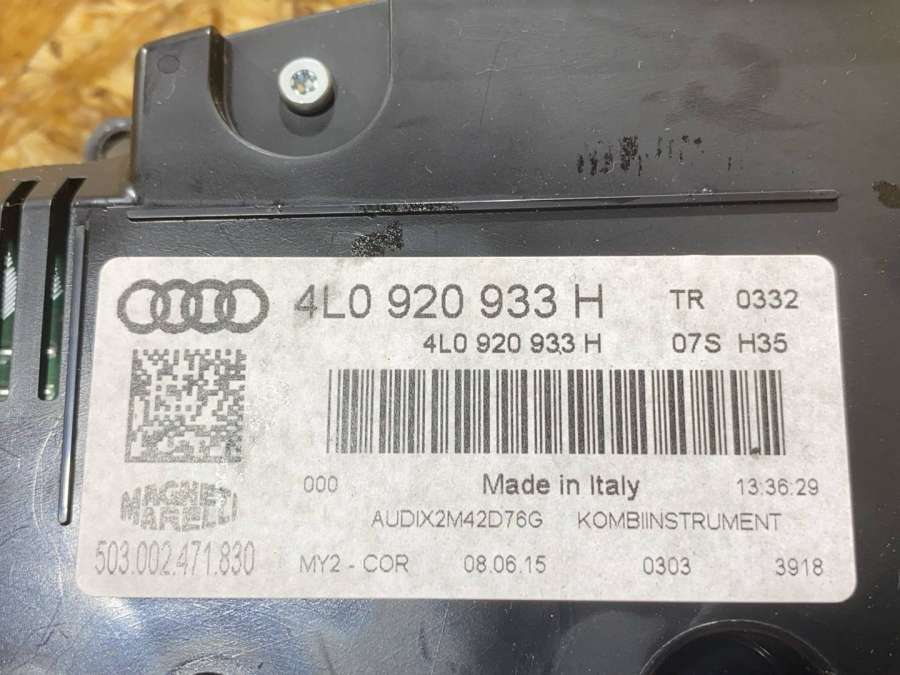 4L0 920 933 H TR 0332
4L0 920 933 H 07S H35
000 Made in Italy 13:36:29
MAGNETI MARELLI
AUDIX2M42D76G KOMBIINSTRUMENT
503.002.471.830 MY2 - COR 08.06.15 0303 3918